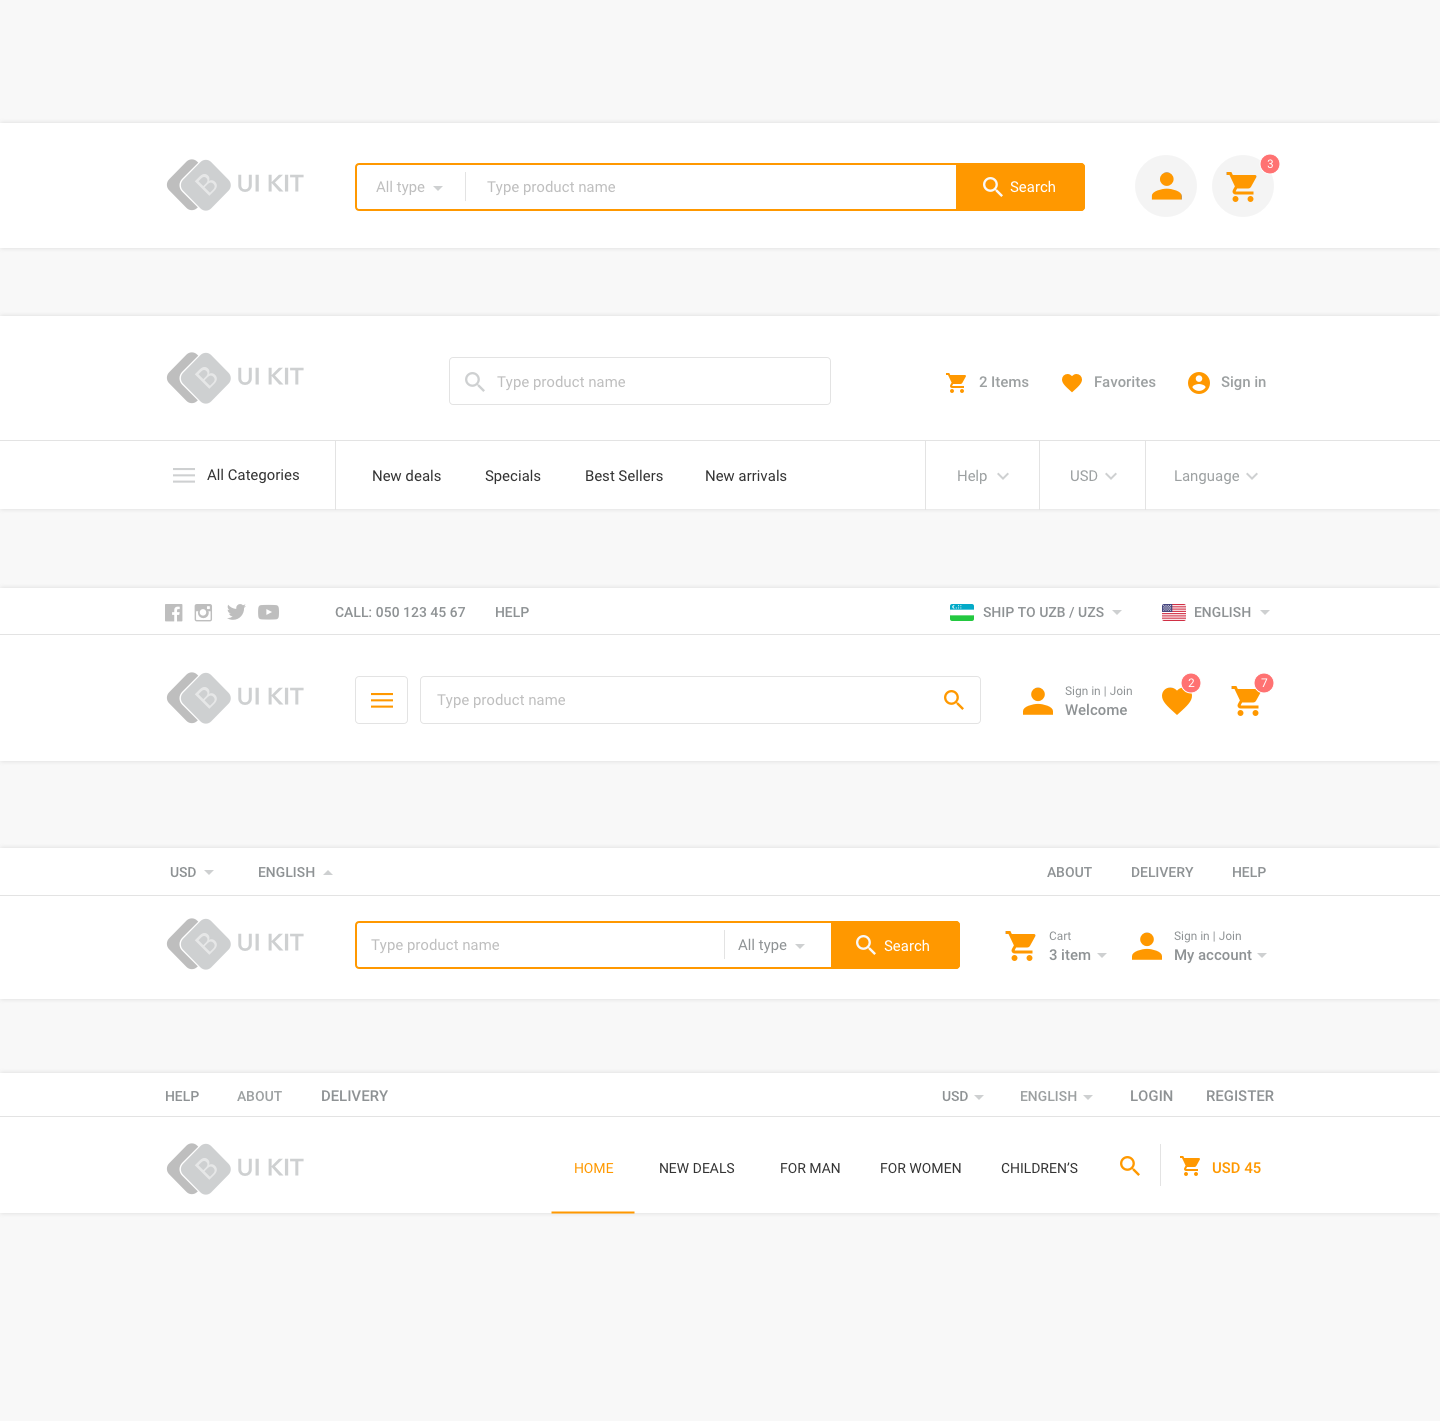 B UI KIT All type Type product name Search 3
B UI KIT Type product name 2 Items Favorites Sign in
All Categories New deals Specials Best Sellers New arrivals Help USD Language
CALL: 050 123 45 67 HELP SHIP TO UZB / UZS ENGLISH
B UI KIT Type product name Sign in | Join 2 7
Welcome
USD ENGLISH ABOUT DELIVERY HELP
B UI KIT Type product name All type Search Cart Sign in | Join
3 item My account
HELP ABOUT DELIVERY USD ENGLISH LOGIN REGISTER
B UI KIT HOME NEW DEALS FOR MAN FOR WOMEN CHILDREN’S USD 45